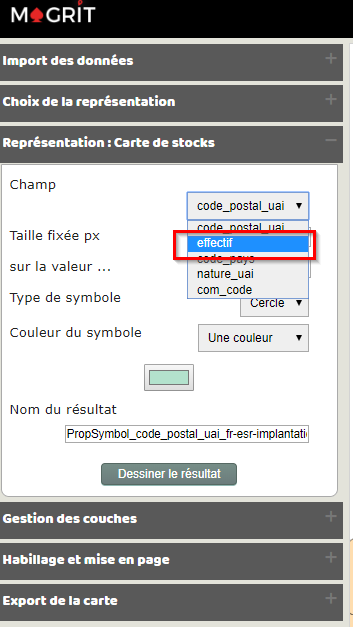 MAGRIT
Import des données +
Choix de la représentation +
Représentation : Carte de stocks −
Champ
code_postal_uai ▼
code_postal_uai
Taille fixée px
effectif
code_pays
sur la valeur ...
nature_uai
com_code
Type de symbole
Cercle ▼
Couleur du symbole
Une couleur ▼
Nom du résultat
PropSymbol_code_postal_uai_fr-esr-implantatio
Dessiner le résultat
Gestion des couches +
Habillage et mise en page +
Export de la carte +